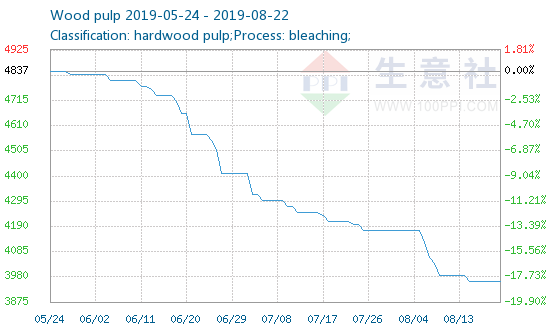 Wood pulp 2019-05-24 - 2019-08-22
Classification: hardwood pulp;Process: bleaching;
4925 1.81%
4837 0.00%
4715 -2.53%
4610 -4.70%
4505 -6.87%
4400 -9.04%
4295 -11.21%
4190 -13.39%
4085 -15.56%
3980 -17.73%
3875 -19.90%
PPI
生意社
WWW.100PPI.COM
05/24 06/02 06/11 06/20 06/29 07/08 07/17 07/26 08/04 08/13